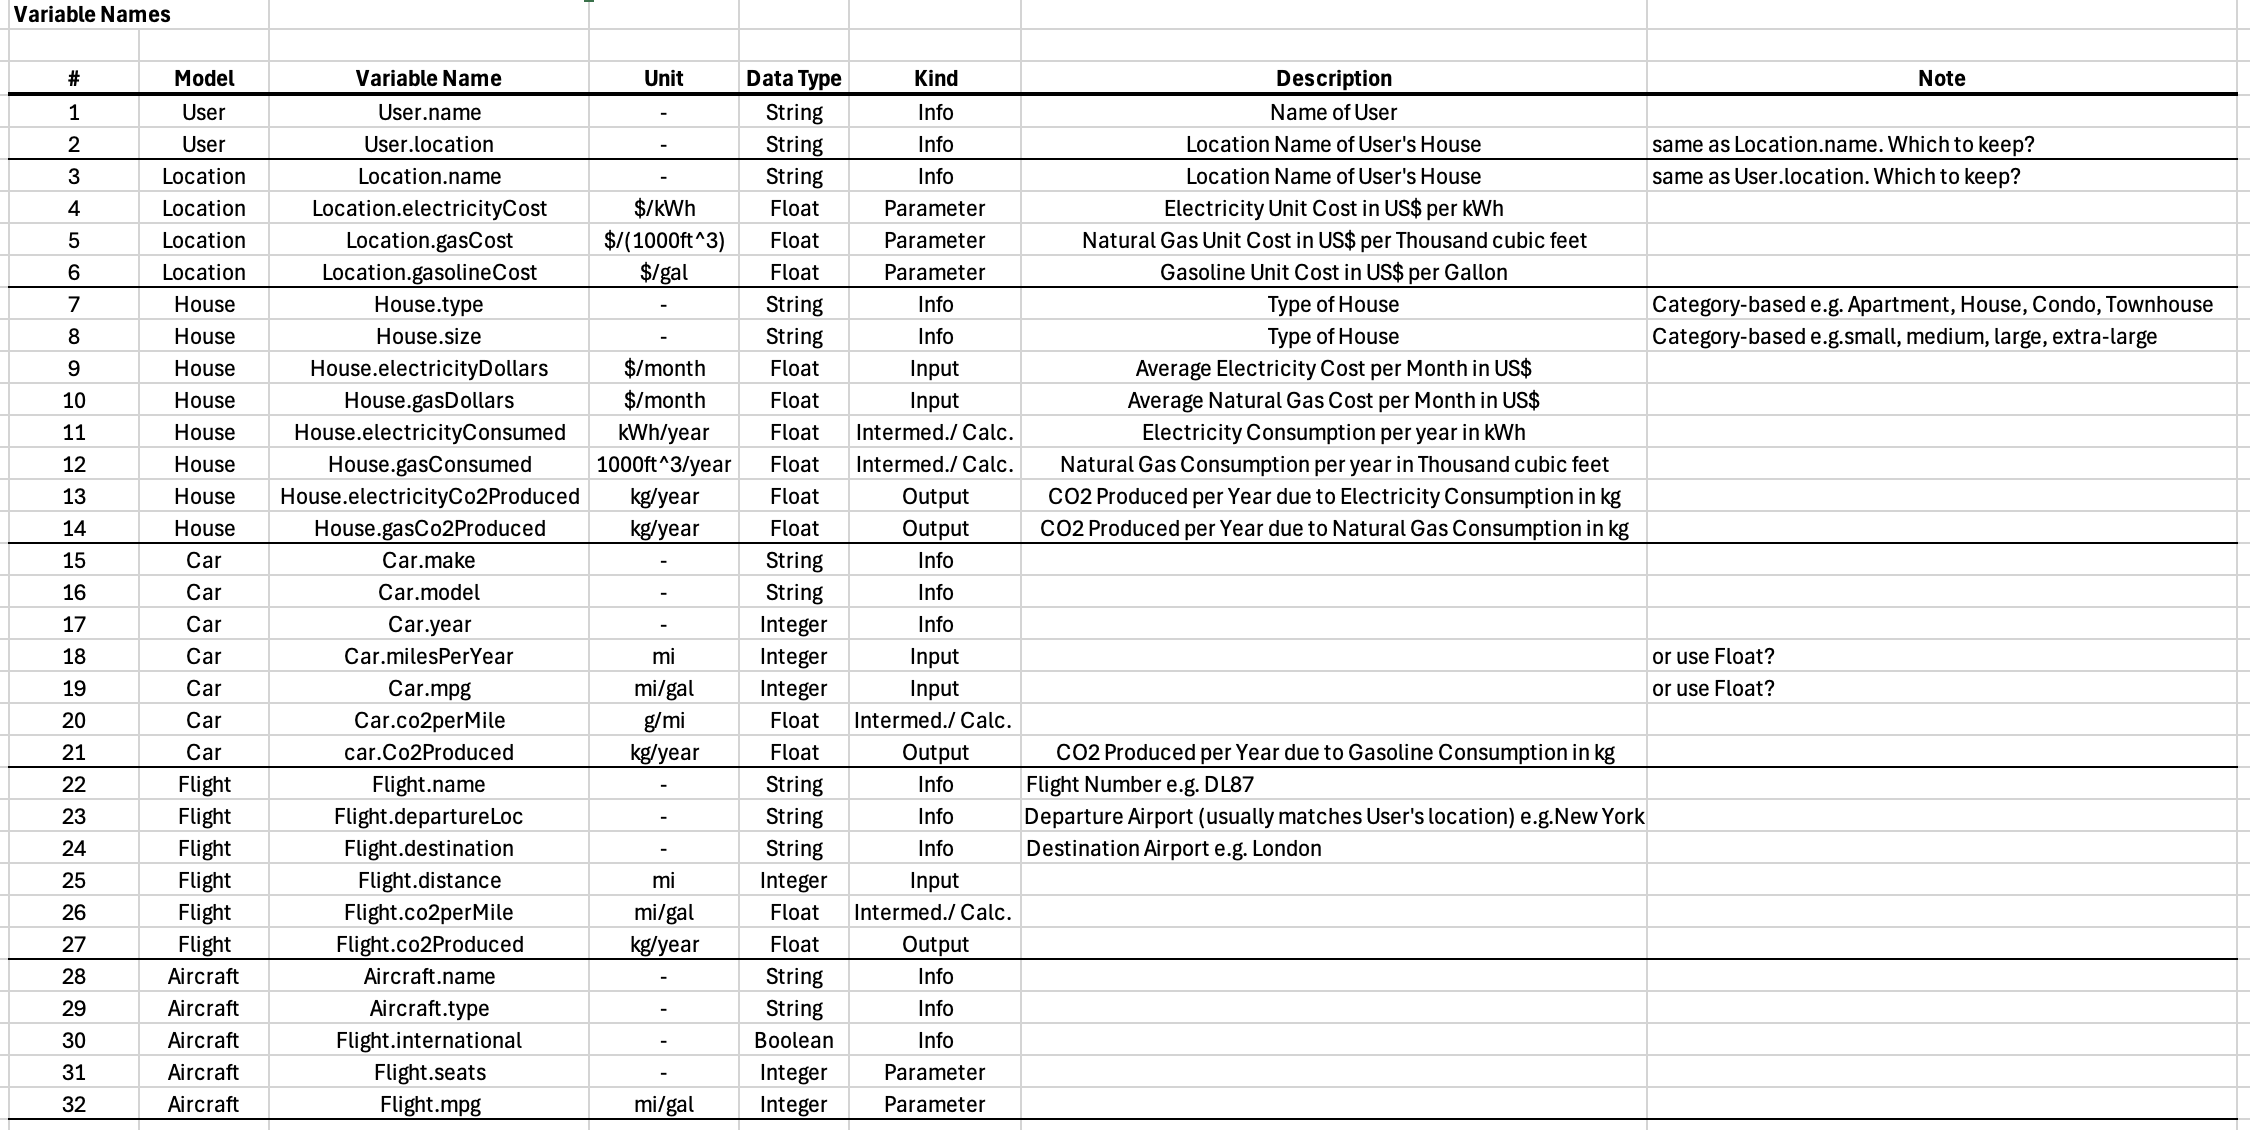 Variable Names
# Model Variable Name Unit Data Type Kind Description Note
1 User User.name - String Info Name of User
2 User User.location - String Info Location Name of User's House same as Location.name. Which to keep?
3 Location Location.name - String Info Location Name of User's House same as User.location. Which to keep?
4 Location Location.electricityCost $/kWh Float Parameter Electricity Unit Cost in US$ per kWh
5 Location Location.gasCost $/(1000ft^3) Float Parameter Natural Gas Unit Cost in US$ per Thousand cubic feet
6 Location Location.gasolineCost $/gal Float Parameter Gasoline Unit Cost in US$ per Gallon
7 House House.type - String Info Type of House Category-based e.g. Apartment, House, Condo, Townhouse
8 House House.size - String Info Type of House Category-based e.g.small, medium, large, extra-large
9 House House.electricityDollars $/month Float Input Average Electricity Cost per Month in US$
10 House House.gasDollars $/month Float Input Average Natural Gas Cost per Month in US$
11 House House.electricityConsumed kWh/year Float Intermed./ Calc. Electricity Consumption per year in kWh
12 House House.gasConsumed 1000ft^3/year Float Intermed./ Calc. Natural Gas Consumption per year in Thousand cubic feet
13 House House.electricityCo2Produced kg/year Float Output CO2 Produced per Year due to Electricity Consumption in kg
14 House House.gasCo2Produced kg/year Float Output CO2 Produced per Year due to Natural Gas Consumption in kg
15 Car Car.make - String Info
16 Car Car.model - String Info
17 Car Car.year - Integer Info
18 Car Car.milesPerYear mi Integer Input or use Float?
19 Car Car.mpg mi/gal Integer Input or use Float?
20 Car Car.co2perMile g/mi Float Intermed./ Calc.
21 Car car.Co2Produced kg/year Float Output CO2 Produced per Year due to Gasoline Consumption in kg
22 Flight Flight.name - String Info Flight Number e.g. DL87
23 Flight Flight.departureLoc - String Info Departure Airport (usually matches User's location) e.g.New York
24 Flight Flight.destination - String Info Destination Airport e.g. London
25 Flight Flight.distance mi Integer Input
26 Flight Flight.co2perMile mi/gal Float Intermed./ Calc.
27 Flight Flight.co2Produced kg/year Float Output
28 Aircraft Aircraft.name - String Info
29 Aircraft Aircraft.type - String Info
30 Aircraft Flight.international - Boolean Info
31 Aircraft Flight.seats - Integer Parameter
32 Aircraft Flight.mpg mi/gal Integer Parameter